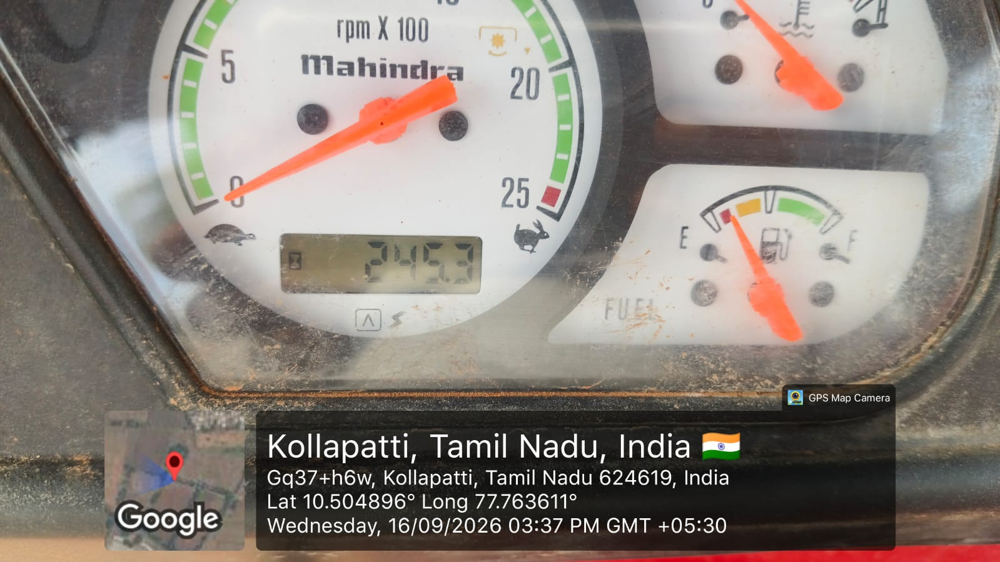 rpm X 100
Mahindra
5
20
0
25
245.3
E
F
FUEL
GPS Map Camera
Kollapatti, Tamil Nadu, India
Gq37+h6w, Kollapatti, Tamil Nadu 624619, India
Lat 10.504896° Long 77.763611°
Wednesday, 16/09/2026 03:37 PM GMT +05:30
Google